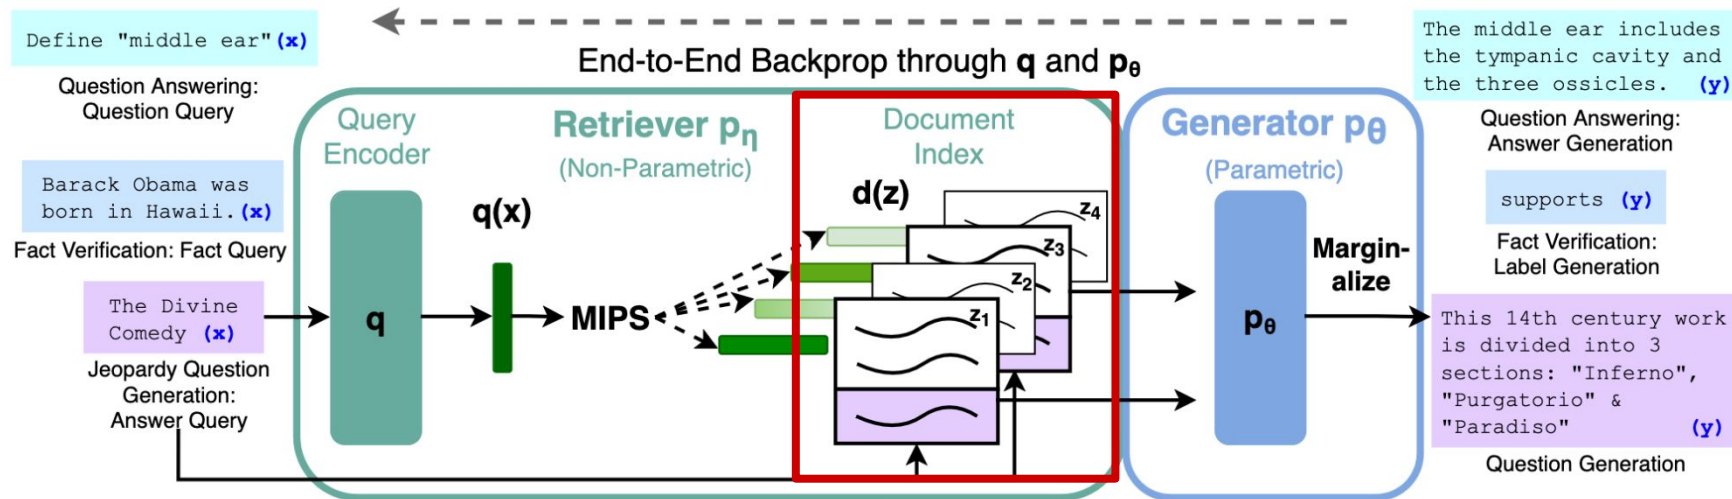 Define "middle ear" (x)
Question Answering:
Question Query
Barack Obama was
born in Hawaii. (x)
Fact Verification: Fact Query
The Divine
Comedy (x)
Jeopardy Question
Generation:
Answer Query
End-to-End Backprop through q and pθ
Query
Encoder
q
q(x)
Retriever pη
(Non-Parametric)
MIPS
Document
Index
d(z)
z4
z3
z2
z1
Generator pθ
(Parametric)
pθ
Margin-
alize
The middle ear includes
the tympanic cavity and
the three ossicles. (y)
Question Answering:
Answer Generation
supports (y)
Fact Verification:
Label Generation
This 14th century work
is divided into 3
sections: "Inferno",
"Purgatorio" &
"Paradiso" (y)
Question Generation